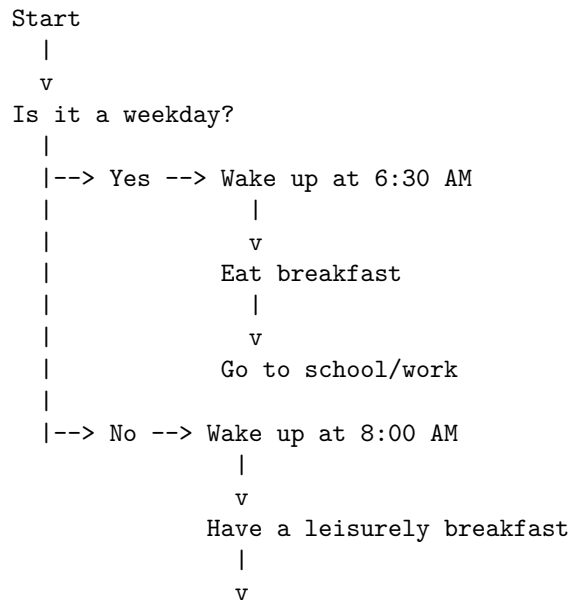 Start
|
v
Is it a weekday?
|
|--> Yes --> Wake up at 6:30 AM
|              |
|              v
|            Eat breakfast
|              |
|              v
|            Go to school/work
|
|--> No --> Wake up at 8:00 AM
|
v
Have a leisurely breakfast
|
v